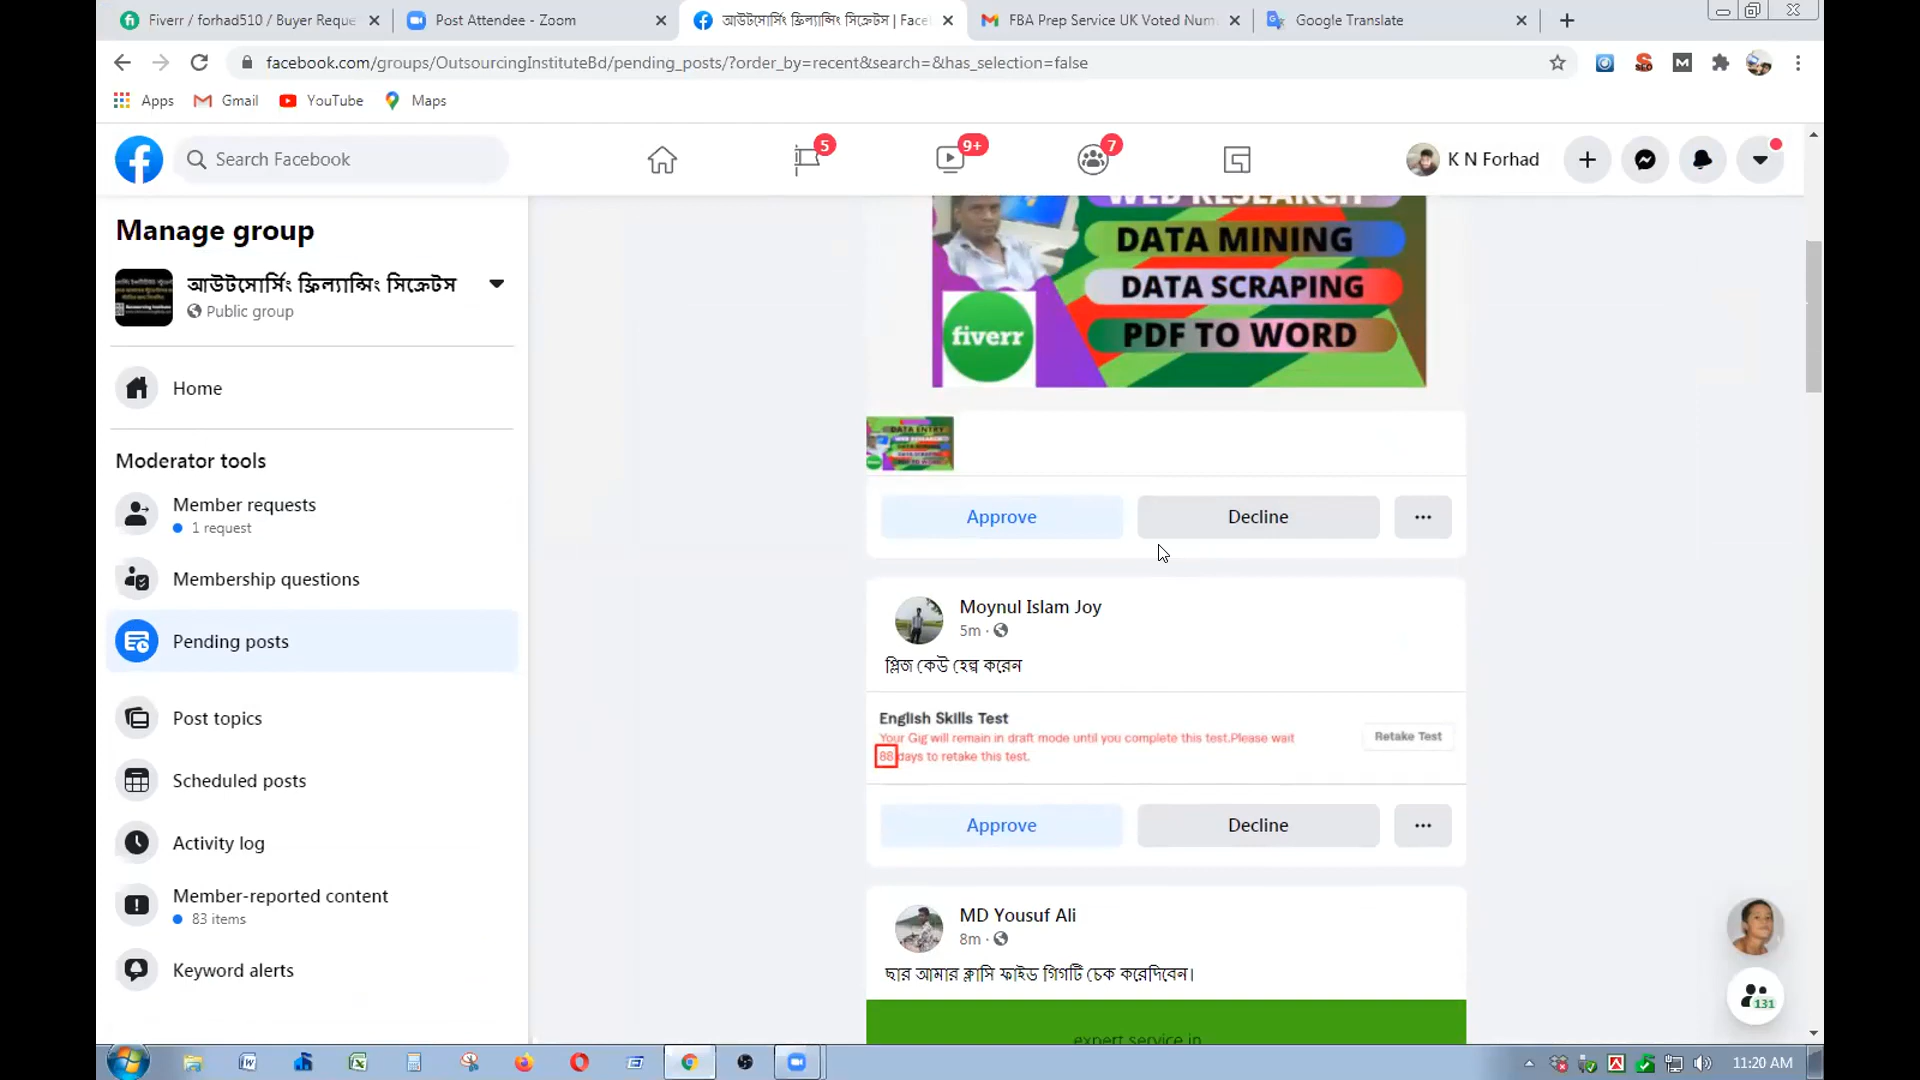 Fiverr / forhad510 / Buyer Reque
Post Attendee - Zoom
আউটসোর্সিং ফ্রিল্যান্সিং সিক্রেটস | Face
FBA Prep Service UK Voted Num
Google Translate
facebook.com/groups/OutsourcingInstituteBd/pending_posts/?order_by=recent&search=&has_selection=false
Apps
Gmail
YouTube
Maps
Search Facebook
5
9+
7
K N Forhad
Manage group
আউটসোর্সিং ফ্রিল্যান্সিং সিক্রেটস
Public group
Home
Moderator tools
Member requests
1 request
Membership questions
Pending posts
Post topics
Scheduled posts
Activity log
Member-reported content
83 items
Keyword alerts
WEB RESEARCH
DATA MINING
DATA SCRAPING
PDF TO WORD
fiverr
DATA ENTRY
Approve
Decline
Moynul Islam Joy
5m
প্লিজ কেউ হেল্প করেন
English Skills Test
Your Gig will remain in draft mode until you complete this test.Please wait
88 days to retake this test.
Retake Test
Approve
Decline
MD Yousuf Ali
8m
ছার আমার ক্লাসি ফাইড গিগটি চেক করেদিবেন।
expert service in
131
11:20 AM